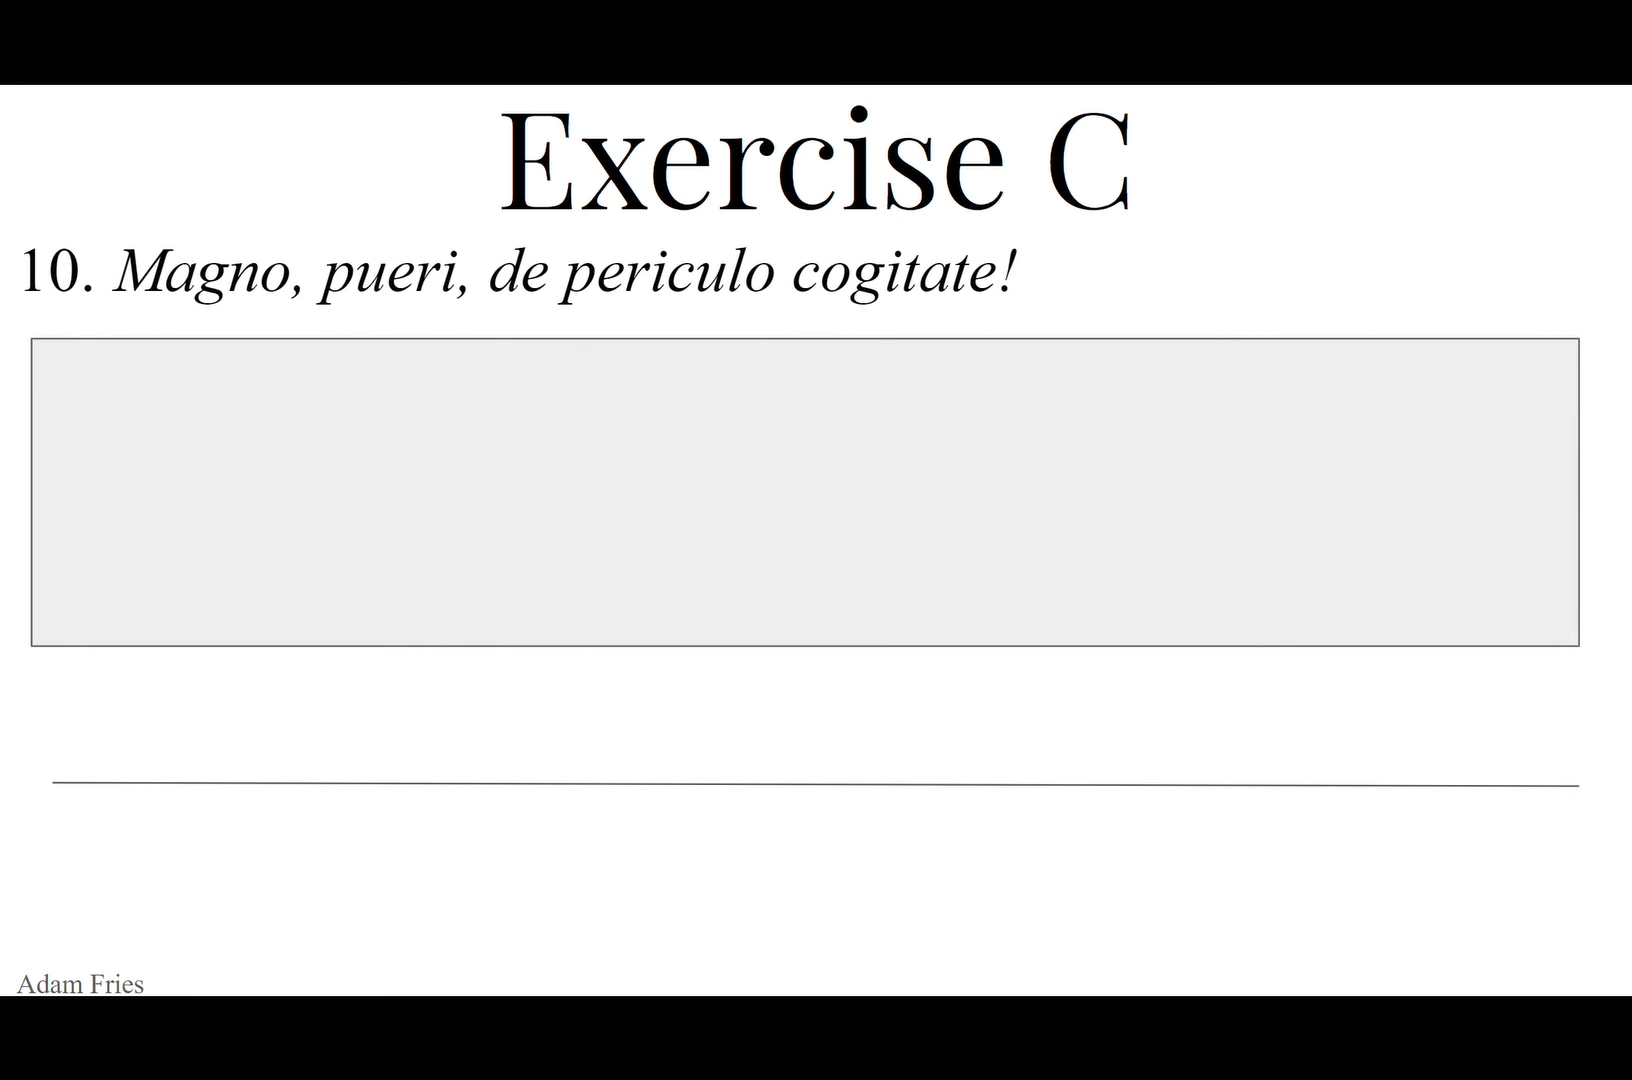 Exercise C
10. Magno, pueri, de periculo cogitate!
Adam Fries